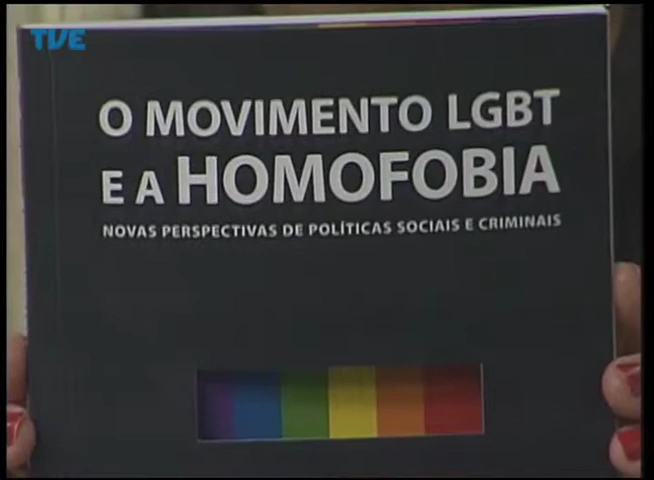 TVE
O MOVIMENTO LGBT
E A HOMOFOBIA
NOVAS PERSPECTIVAS DE POLÍTICAS SOCIAIS E CRIMINAIS